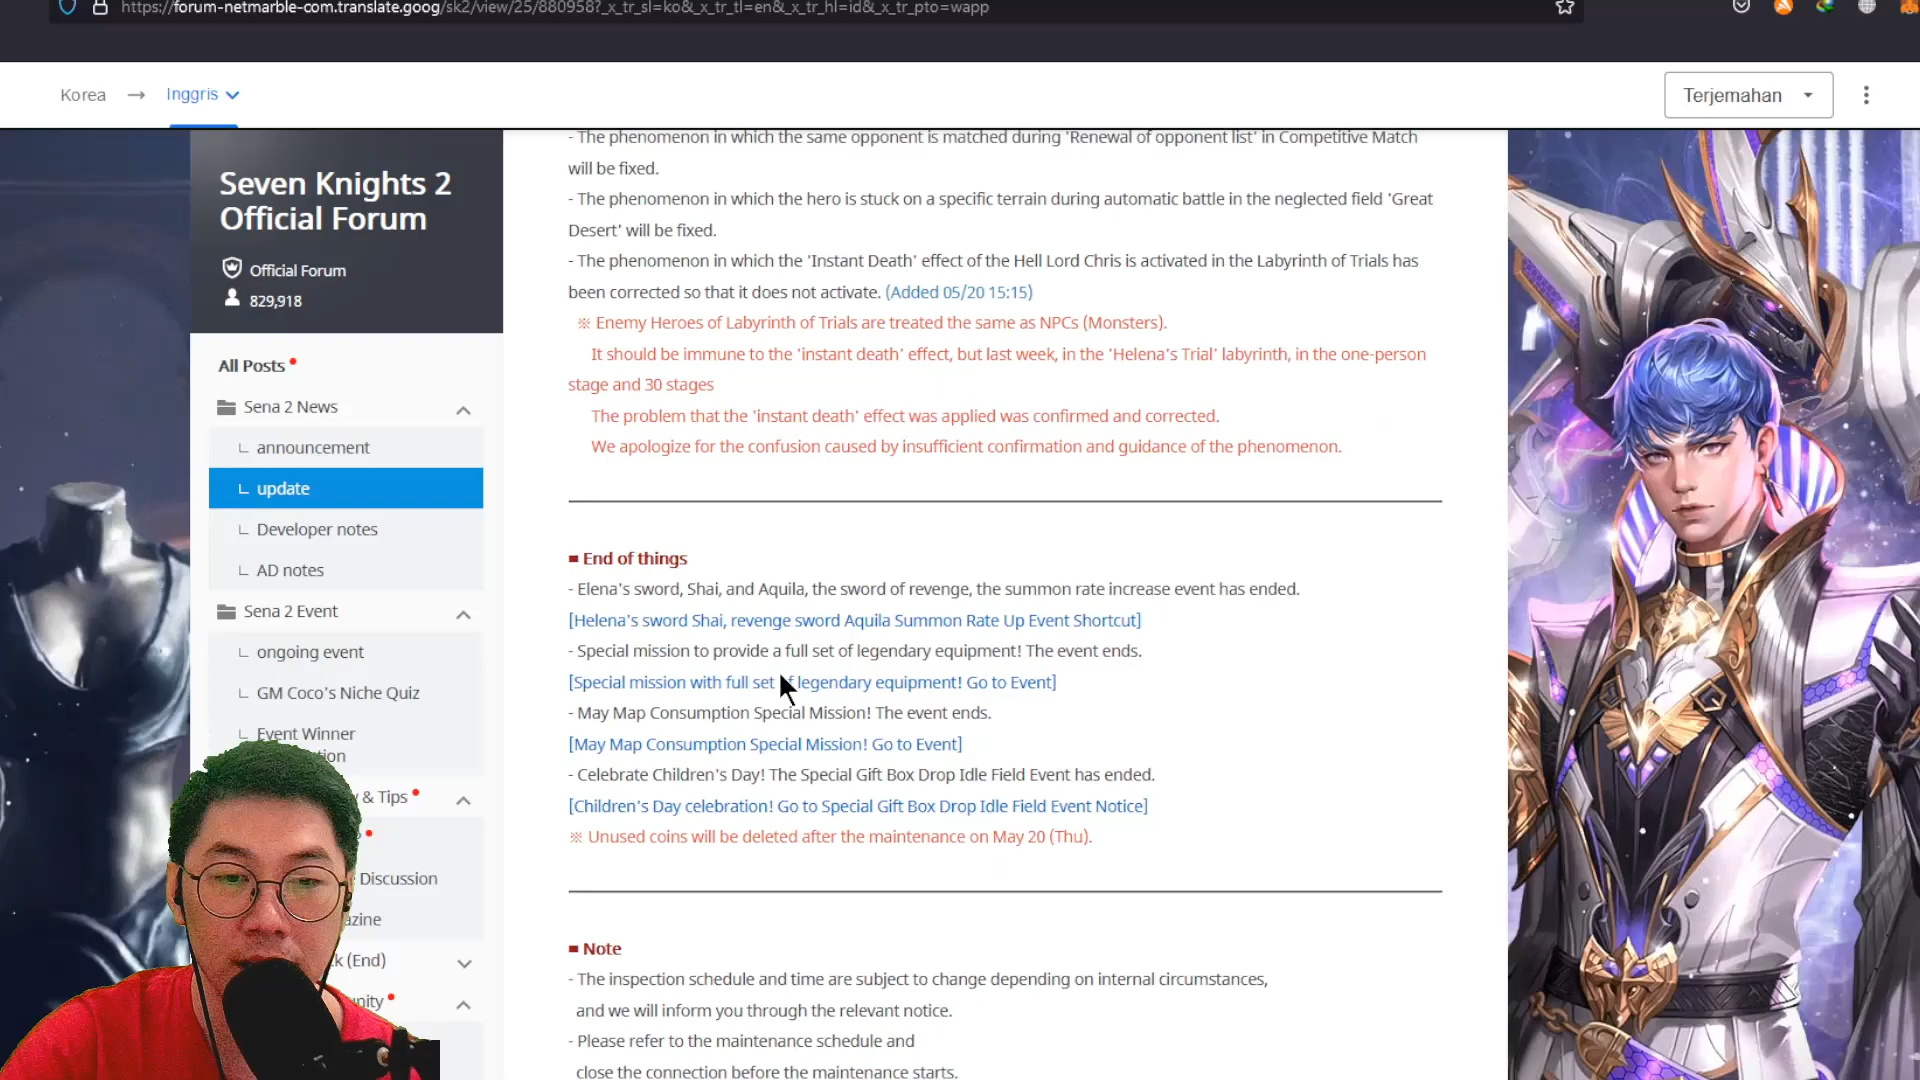 https://forum-netmarble-com.translate.goog/sk2/view/25/880958?_x_tr_sl=ko&_x_tr_tl=en&_x_tr_hl=id&_x_tr_pto=wapp
Korea → Inggris
Terjemahan
Seven Knights 2
Official Forum
Official Forum
829,918
All Posts
Sena 2 News
announcement
update
Developer notes
AD notes
Sena 2 Event
ongoing event
GM Coco's Niche Quiz
Event Winner
& Tips
Discussion
(End)
- The phenomenon in which the same opponent is matched during 'Renewal of opponent list' in Competitive Match
will be fixed.
- The phenomenon in which the hero is stuck on a specific terrain during automatic battle in the neglected field 'Great
Desert' will be fixed.
- The phenomenon in which the 'Instant Death' effect of the Hell Lord Chris is activated in the Labyrinth of Trials has
been corrected so that it does not activate. (Added 05/20 15:15)
※ Enemy Heroes of Labyrinth of Trials are treated the same as NPCs (Monsters).
It should be immune to the 'instant death' effect, but last week, in the 'Helena's Trial' labyrinth, in the one-person
stage and 30 stages
The problem that the 'instant death' effect was applied was confirmed and corrected.
We apologize for the confusion caused by insufficient confirmation and guidance of the phenomenon.
■ End of things
- Elena's sword, Shai, and Aquila, the sword of revenge, the summon rate increase event has ended.
[Helena's sword Shai, revenge sword Aquila Summon Rate Up Event Shortcut]
- Special mission to provide a full set of legendary equipment! The event ends.
[Special mission with full set of legendary equipment! Go to Event]
- May Map Consumption Special Mission! The event ends.
[May Map Consumption Special Mission! Go to Event]
- Celebrate Children's Day! The Special Gift Box Drop Idle Field Event has ended.
[Children's Day celebration! Go to Special Gift Box Drop Idle Field Event Notice]
※ Unused coins will be deleted after the maintenance on May 20 (Thu).
■ Note
- The inspection schedule and time are subject to change depending on internal circumstances,
and we will inform you through the relevant notice.
- Please refer to the maintenance schedule and
close the connection before the maintenance starts.